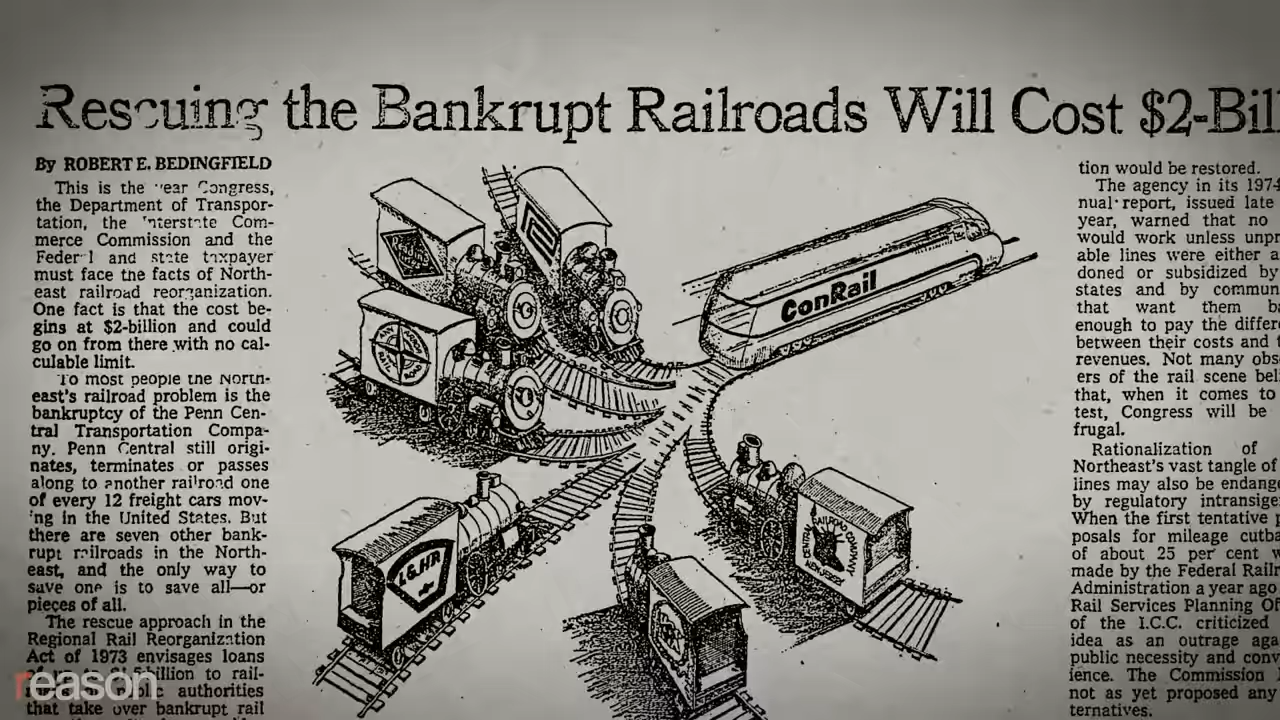 Rescuing the Bankrupt Railroads Will Cost $2-Bil
By ROBERT E. BEDINGFIELD
This is the year Congress,
the Department of Transpor-
tation, the Interstate Com-
merce Commission and the
Federal and state taxpayer
must face the facts of North-
east railroad reorganization.
One fact is that the cost be-
gins at $2-billion and could
go on from there with no cal-
culable limit.
To most people the North-
east's railroad problem is the
bankruptcy of the Penn Cen-
tral Transportation Compa-
ny. Penn Central still origi-
nates, terminates or passes
along to another railroad one
of every 12 freight cars mov-
ing in the United States. But
there are seven other bank-
rupt railroads in the North-
east, and the only way to
save one is to save all—or
pieces of all.
The rescue approach in the
Regional Rail Reorganization
Act of 1973 envisages loans
billion to rail-
authorities
that take over bankrupt rail
reason
ConRail
L&HR
CENTRAL RAILROAD COMPANY NEW JERSEY
tion would be restored.
The agency in its 1974
nual report, issued late
year, warned that no
would work unless unpr
able lines were either a
doned or subsidized by
states and by commun
that want them ba
enough to pay the differ
between their costs and t
revenues. Not many obs
ers of the rail scene beli
that, when it comes to
test, Congress will be
frugal.
Rationalization of
Northeast's vast tangle of
lines may also be endange
by regulatory intransige
When the first tentative p
posals for mileage cutba
of about 25 per cent w
made by the Federal Railr
Administration a year ago
Rail Services Planning Of
of the I.C.C. criticized
idea as an outrage aga
public necessity and conv
ience. The Commission
not as yet proposed any
ternatives.